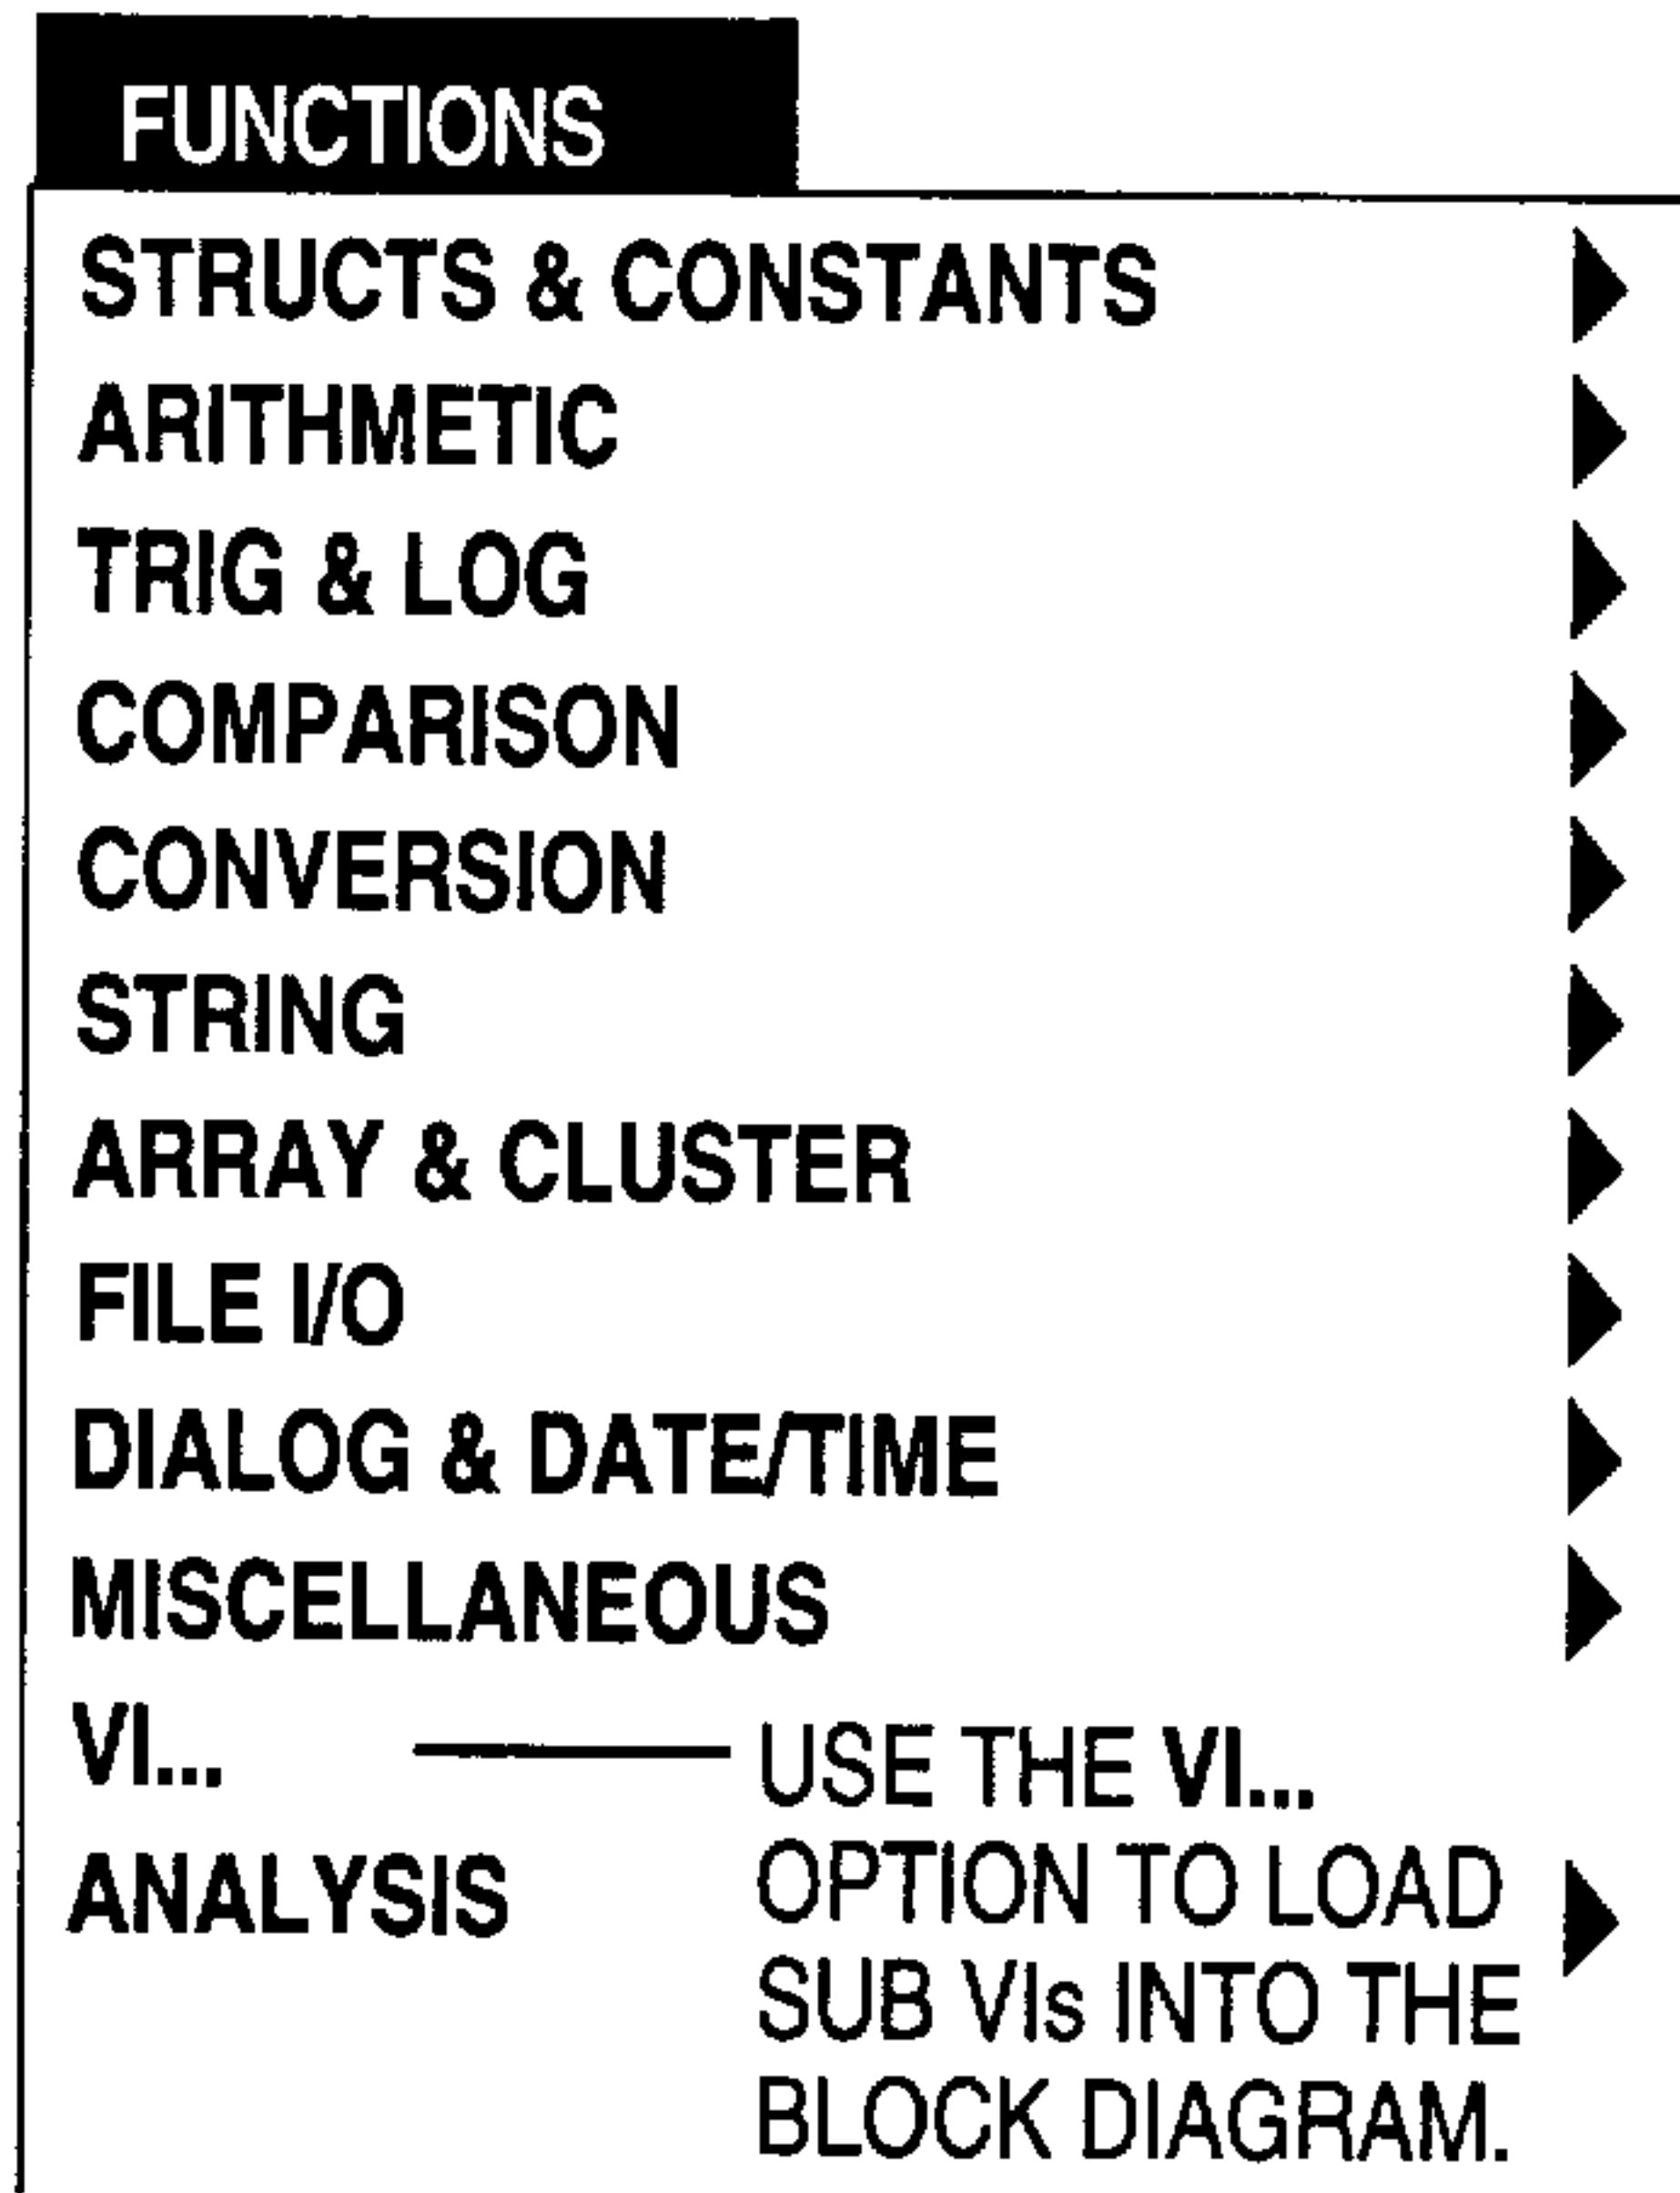 FUNCTIONS
STRUCTS & CONSTANTS
ARITHMETIC
TRIG & LOG
COMPARISON
CONVERSION
STRING
ARRAY & CLUSTER
FILE I/O
DIALOG & DATE/TIME
MISCELLANEOUS
VI...
USE THE VI...
OPTION TO LOAD
SUB VIs INTO THE
BLOCK DIAGRAM.
ANALYSIS